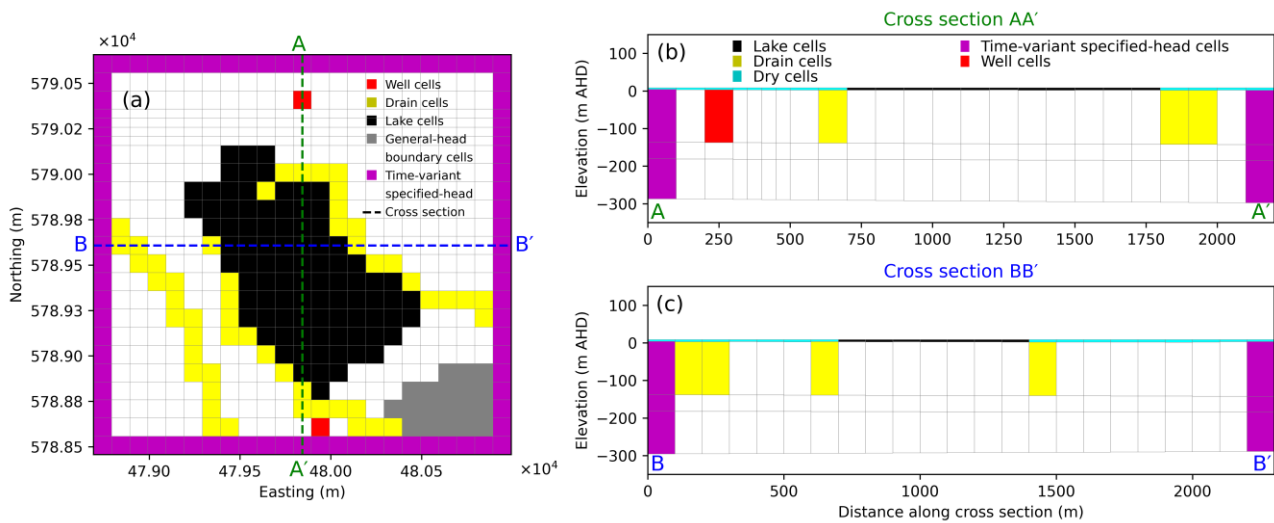 ×10⁴
A
(a)
Well cells
Drain cells
Lake cells
General-head
boundary cells
Time-variant
specified-head
Cross section
579.05
579.02
579.00
578.98
578.95
578.93
578.90
578.88
578.85
Northing (m)
B
B′
A′
47.90
47.95
48.00
48.05
×10⁴
Easting (m)
Cross section AA′
(b)
Lake cells
Drain cells
Dry cells
Time-variant specified-head cells
Well cells
100
0
−100
−200
−300
Elevation (m AHD)
A
A′
0
250
500
750
1000
1250
1500
1750
2000
Cross section BB′
(c)
100
0
−100
−200
−300
Elevation (m AHD)
B
B′
0
500
1000
1500
2000
Distance along cross section (m)